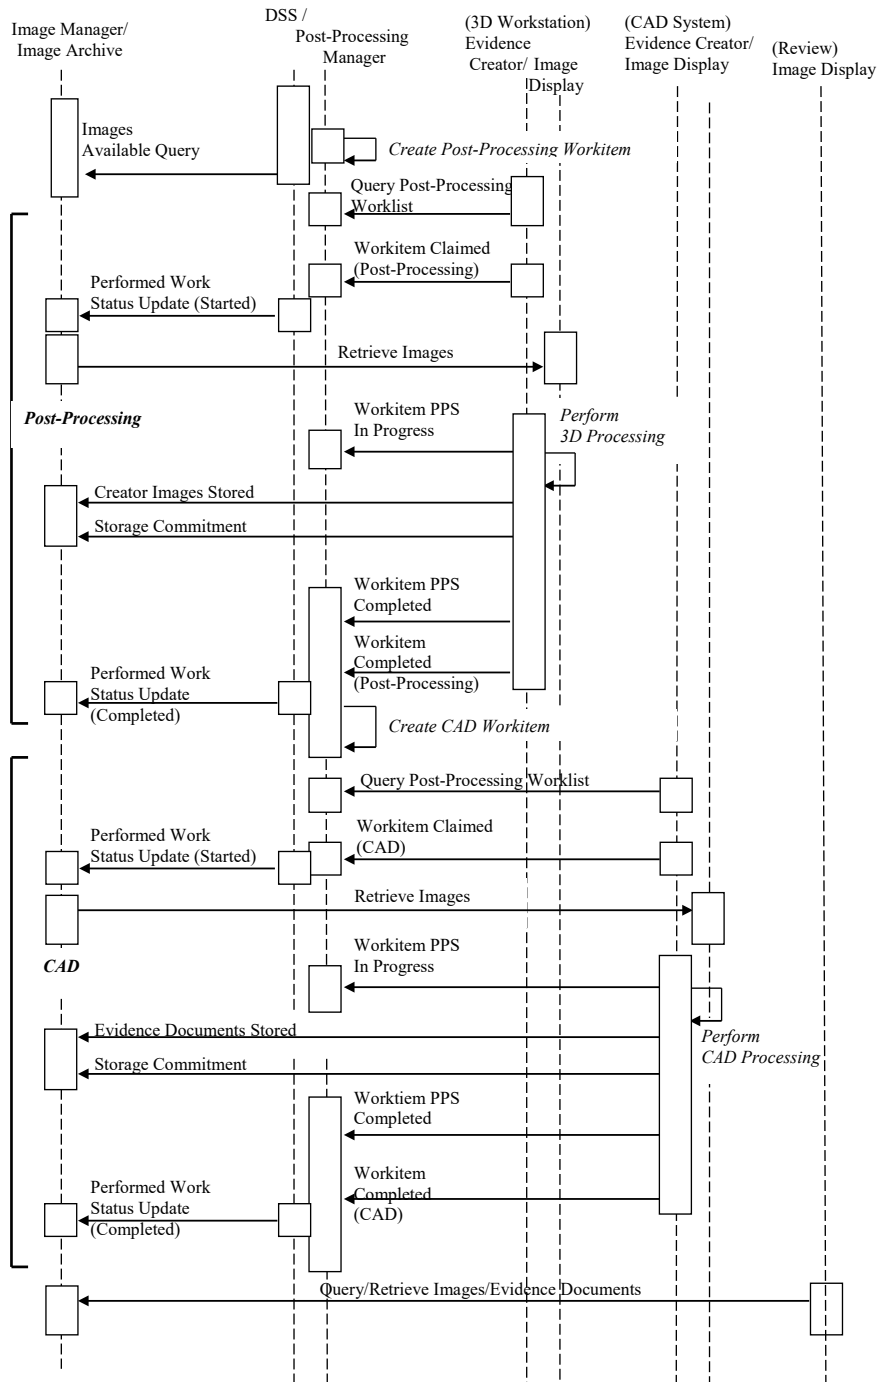 Image Manager/
Image Archive
DSS /
Post-Processing
Manager
(3D Workstation)
Evidence
Creator/ Image
Display
(CAD System)
Evidence Creator/
Image Display
(Review)
Image Display
Images
Available Query
Create Post-Processing Workitem
Query Post-Processing
Worklist
Workitem Claimed
(Post-Processing)
Performed Work
Status Update (Started)
Retrieve Images
Post-Processing
Workitem PPS
In Progress
Perform
3D Processing
Creator Images Stored
Storage Commitment
Workitem PPS
Completed
Workitem
Completed
(Post-Processing)
Performed Work
Status Update
(Completed)
Create CAD Workitem
Query Post-Processing Worklist
Workitem Claimed
(CAD)
Performed Work
Status Update (Started)
Retrieve Images
CAD
Workitem PPS
In Progress
Evidence Documents Stored
Perform
CAD Processing
Storage Commitment
Worktiem PPS
Completed
Workitem
Completed
(CAD)
Performed Work
Status Update
(Completed)
Query/Retrieve Images/Evidence Documents